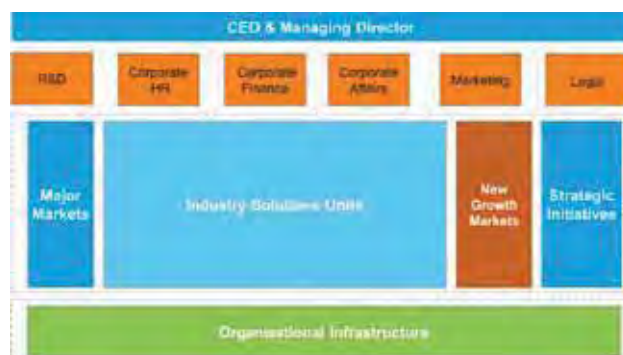 CEO & Managing Director
R&D
Corporate
HR
Corporate
Finance
Corporate
Affairs
Marketing
Legal
Major
Markets
Industry Solutions Units
New
Growth
Markets
Strategic
Initiatives
Organisational Infrastructure